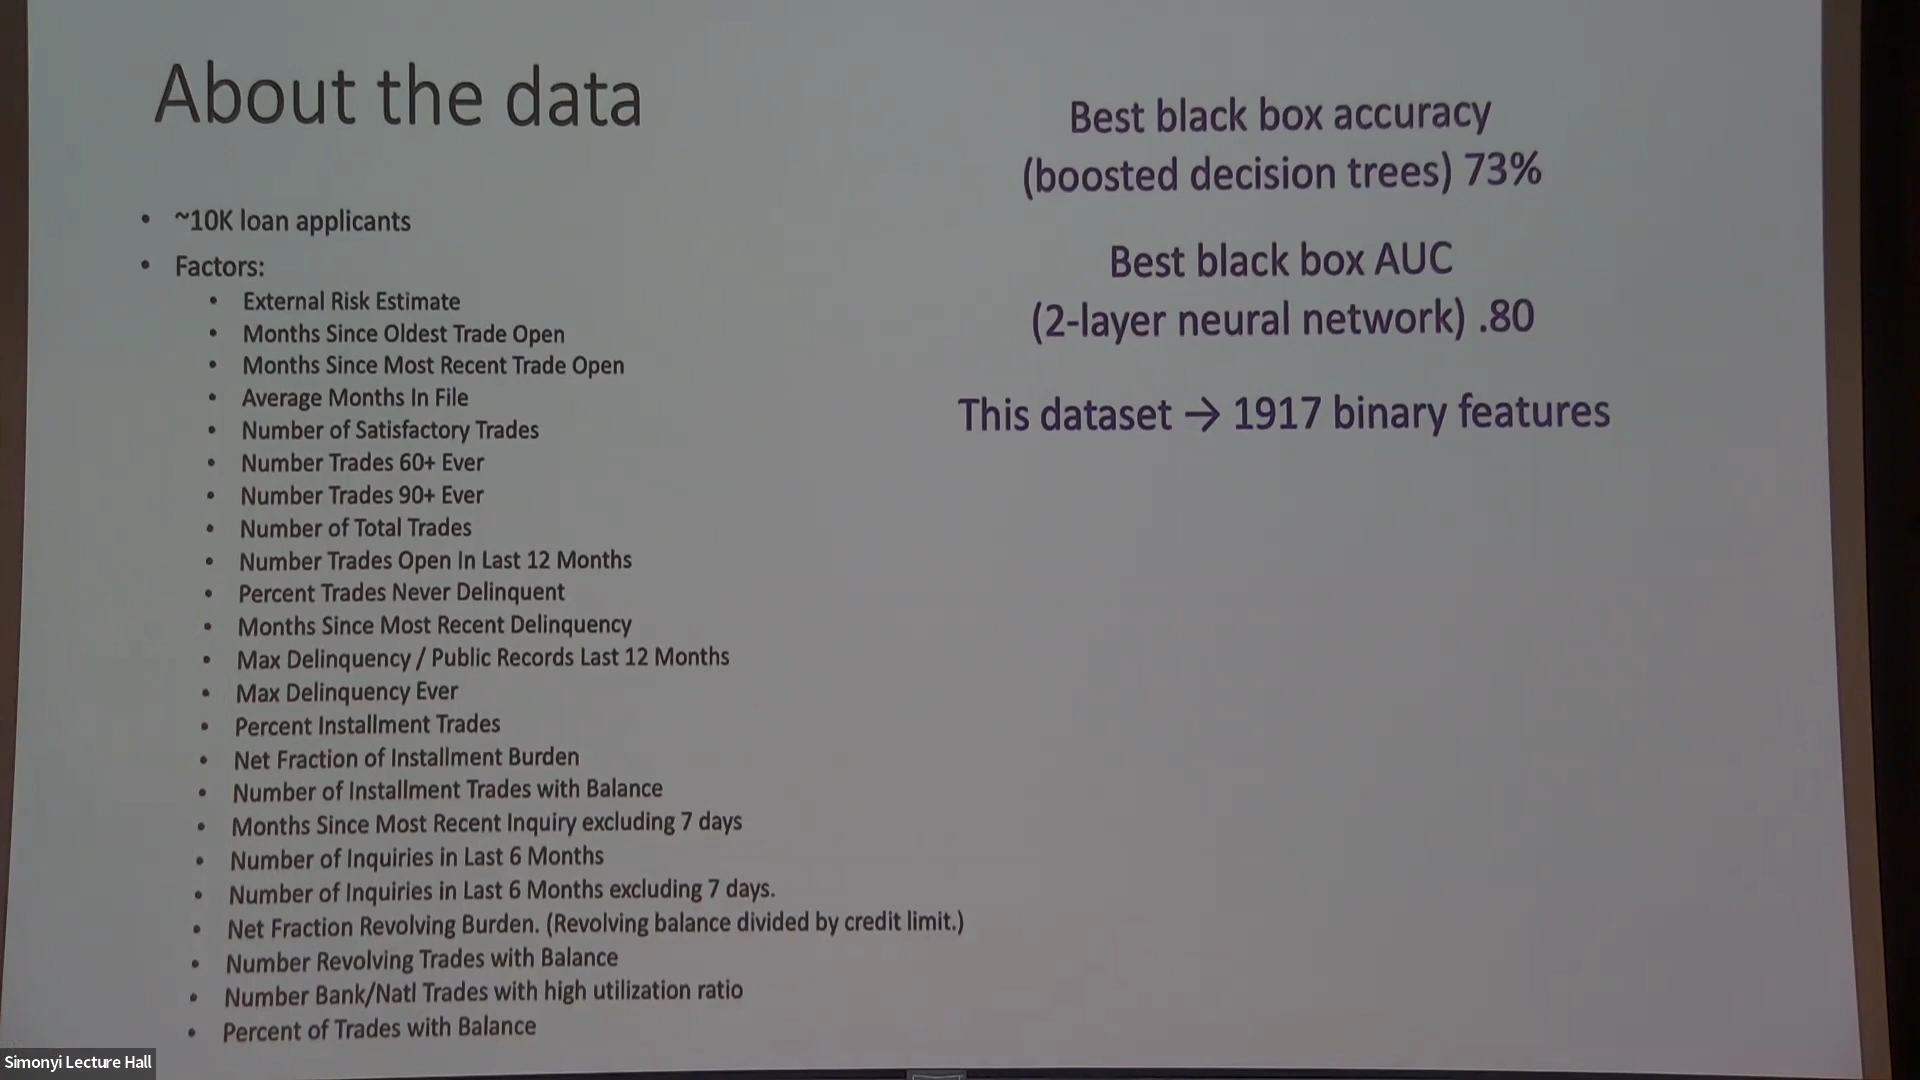 About the data
• ~10K loan applicants
• Factors:
• External Risk Estimate
• Months Since Oldest Trade Open
• Months Since Most Recent Trade Open
• Average Months In File
• Number of Satisfactory Trades
• Number Trades 60+ Ever
• Number Trades 90+ Ever
• Number of Total Trades
• Number Trades Open In Last 12 Months
• Percent Trades Never Delinquent
• Months Since Most Recent Delinquency
• Max Delinquency / Public Records Last 12 Months
• Max Delinquency Ever
• Percent Installment Trades
• Net Fraction of Installment Burden
• Number of Installment Trades with Balance
• Months Since Most Recent Inquiry excluding 7 days
• Number of Inquiries in Last 6 Months
• Number of Inquiries in Last 6 Months excluding 7 days.
• Net Fraction Revolving Burden. (Revolving balance divided by credit limit.)
• Number Revolving Trades with Balance
• Number Bank/Natl Trades with high utilization ratio
• Percent of Trades with Balance
Best black box accuracy
(boosted decision trees) 73%
Best black box AUC
(2-layer neural network) .80
This dataset → 1917 binary features
Simonyi Lecture Hall